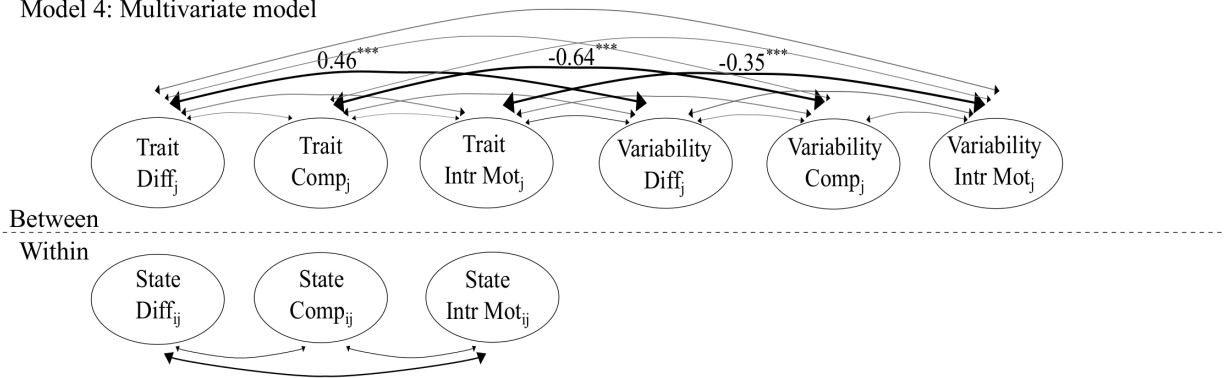 Model 4: Multivariate model
0.46*** -0.64*** -0.35***
Trait Diffj
Trait Compj
Trait Intr Motj
Variability Diffj
Variability Compj
Variability Intr Motj
Between
Within
State Diffij
State Compij
State Intr Motij